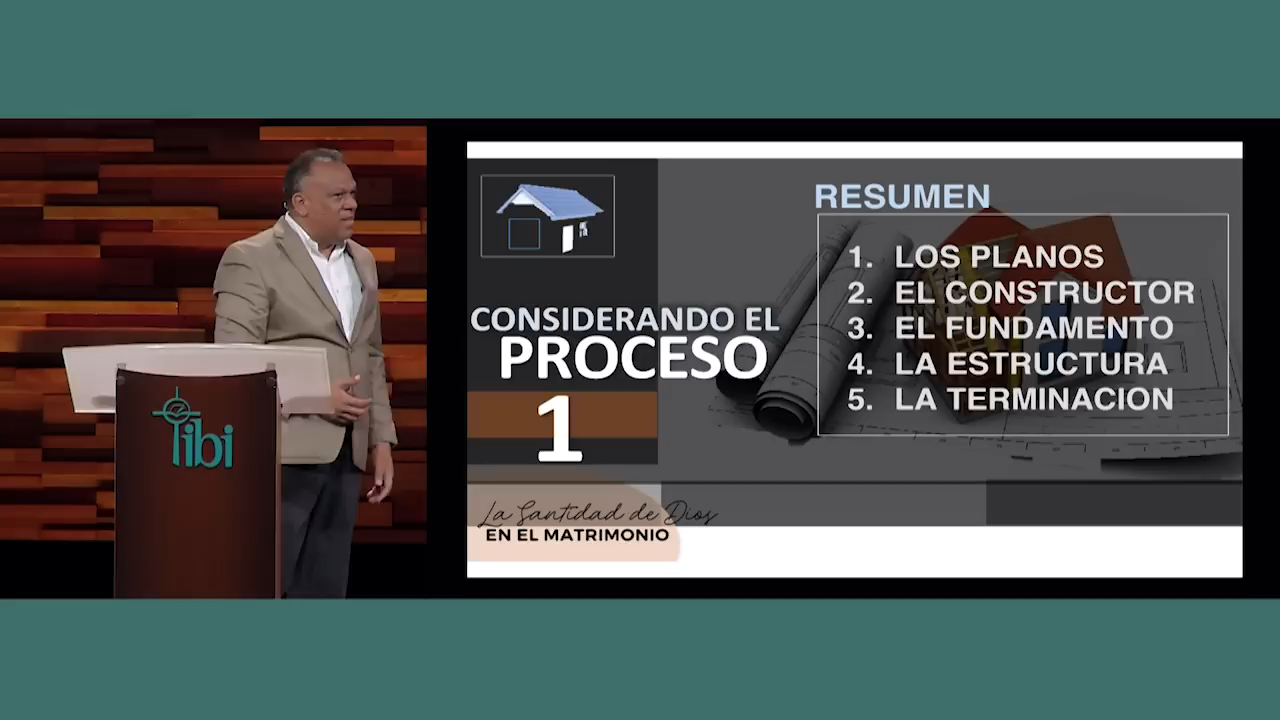 ibi
RESUMEN
1. LOS PLANOS
2. EL CONSTRUCTOR
3. EL FUNDAMENTO
4. LA ESTRUCTURA
5. LA TERMINACION
CONSIDERANDO EL
PROCESO
1
La Santidad de Dios
EN EL MATRIMONIO